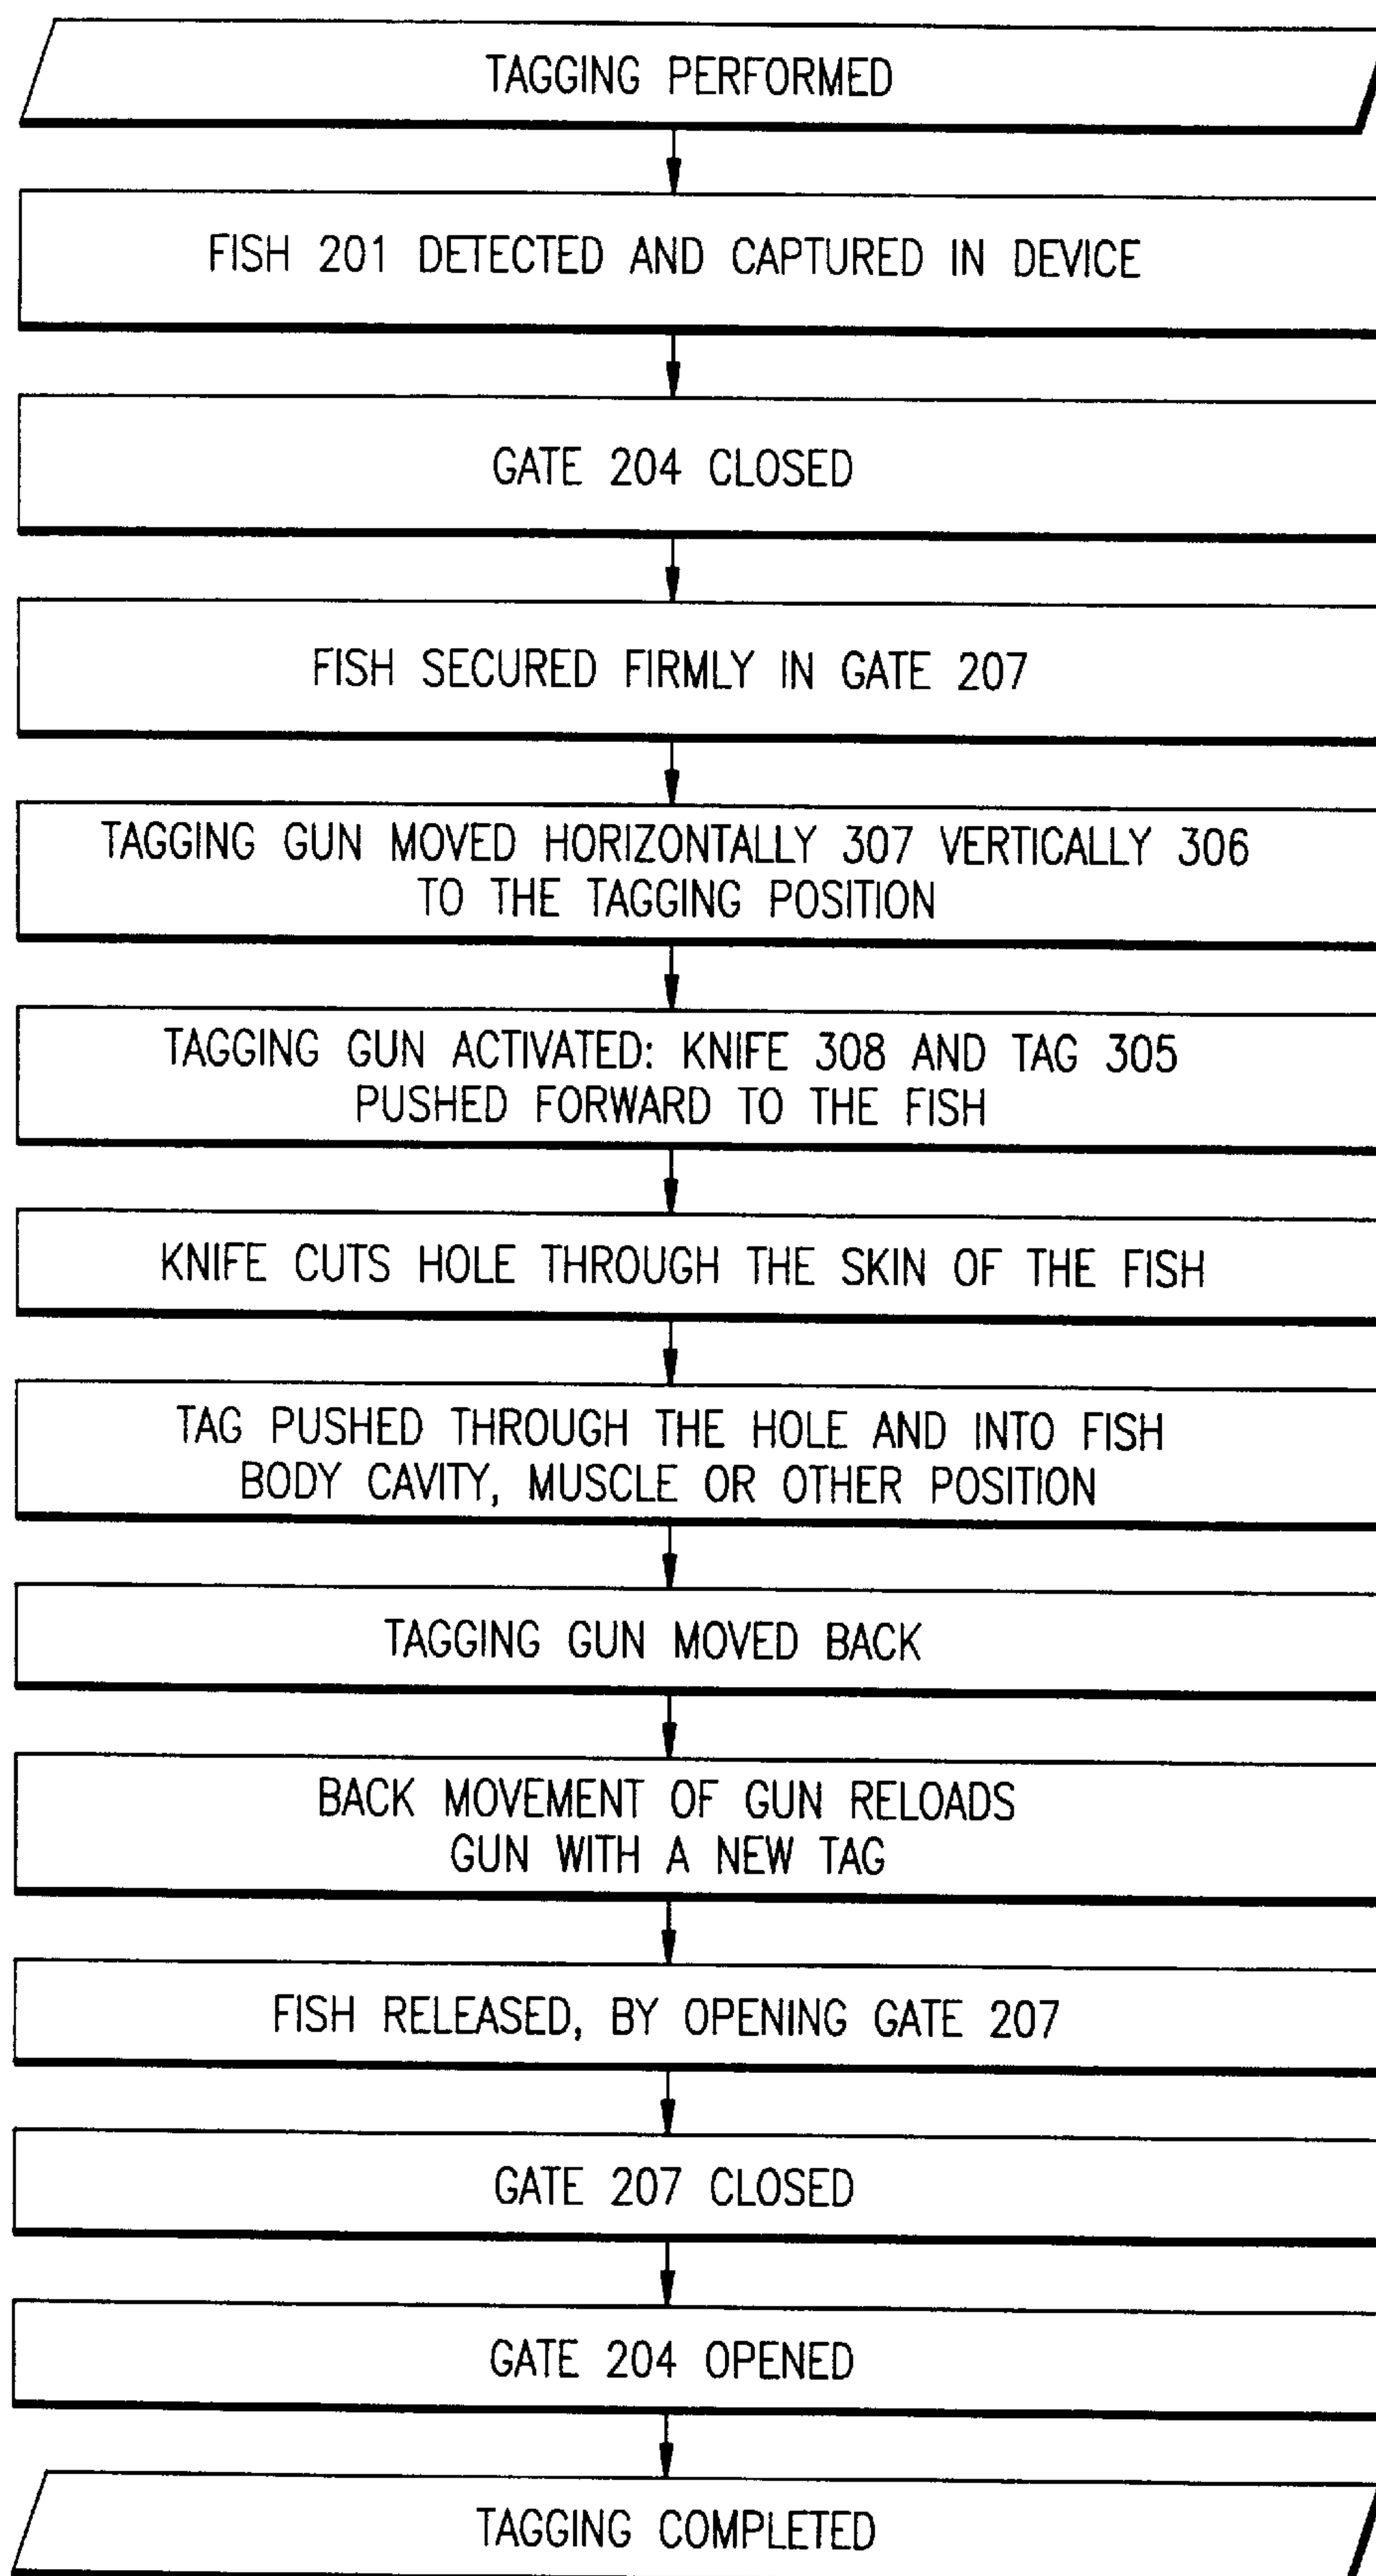 TAGGING PERFORMED
FISH 201 DETECTED AND CAPTURED IN DEVICE
GATE 204 CLOSED
FISH SECURED FIRMLY IN GATE 207
TAGGING GUN MOVED HORIZONTALLY 307 VERTICALLY 306
TO THE TAGGING POSITION
TAGGING GUN ACTIVATED: KNIFE 308 AND TAG 305
PUSHED FORWARD TO THE FISH
KNIFE CUTS HOLE THROUGH THE SKIN OF THE FISH
TAG PUSHED THROUGH THE HOLE AND INTO FISH
BODY CAVITY, MUSCLE OR OTHER POSITION
TAGGING GUN MOVED BACK
BACK MOVEMENT OF GUN RELOADS
GUN WITH A NEW TAG
FISH RELEASED, BY OPENING GATE 207
GATE 207 CLOSED
GATE 204 OPENED
TAGGING COMPLETED